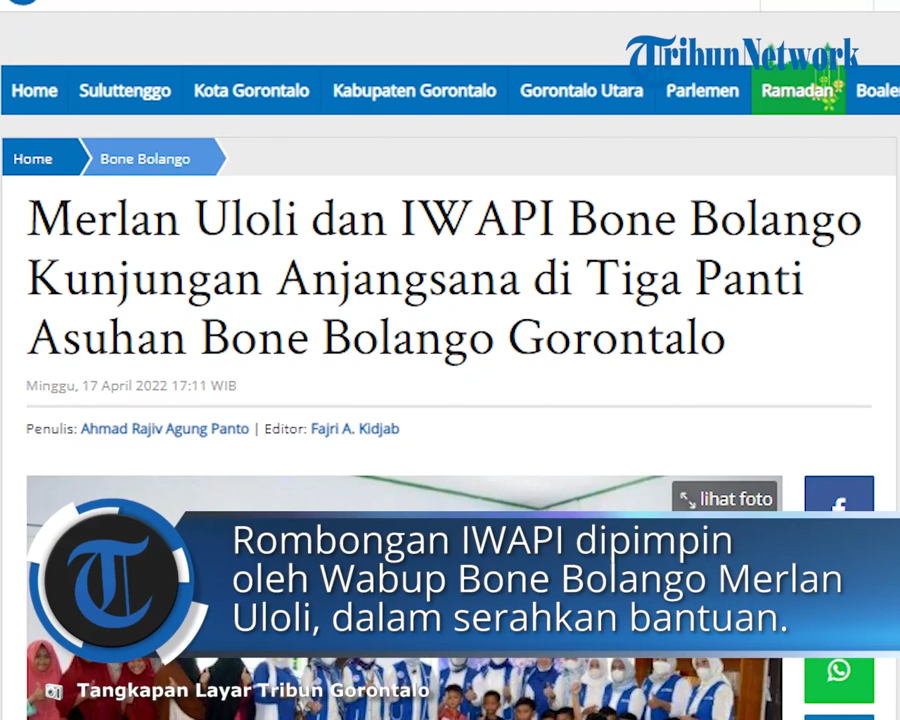 Tribun Network
Home Suluttenggo Kota Gorontalo Kabupaten Gorontalo Gorontalo Utara Parlemen Ramadan Boale
Home Bone Bolango
Merlan Uloli dan IWAPI Bone Bolango
Kunjungan Anjangsana di Tiga Panti
Asuhan Bone Bolango Gorontalo
Minggu, 17 April 2022 17:11 WIB
Penulis: Ahmad Rajiv Agung Panto | Editor: Fajri A. Kidjab
lihat foto
f
T
Rombongan IWAPI dipimpin
oleh Wabup Bone Bolango Merlan
Uloli, dalam serahkan bantuan.
Tangkapan Layar Tribun Gorontalo